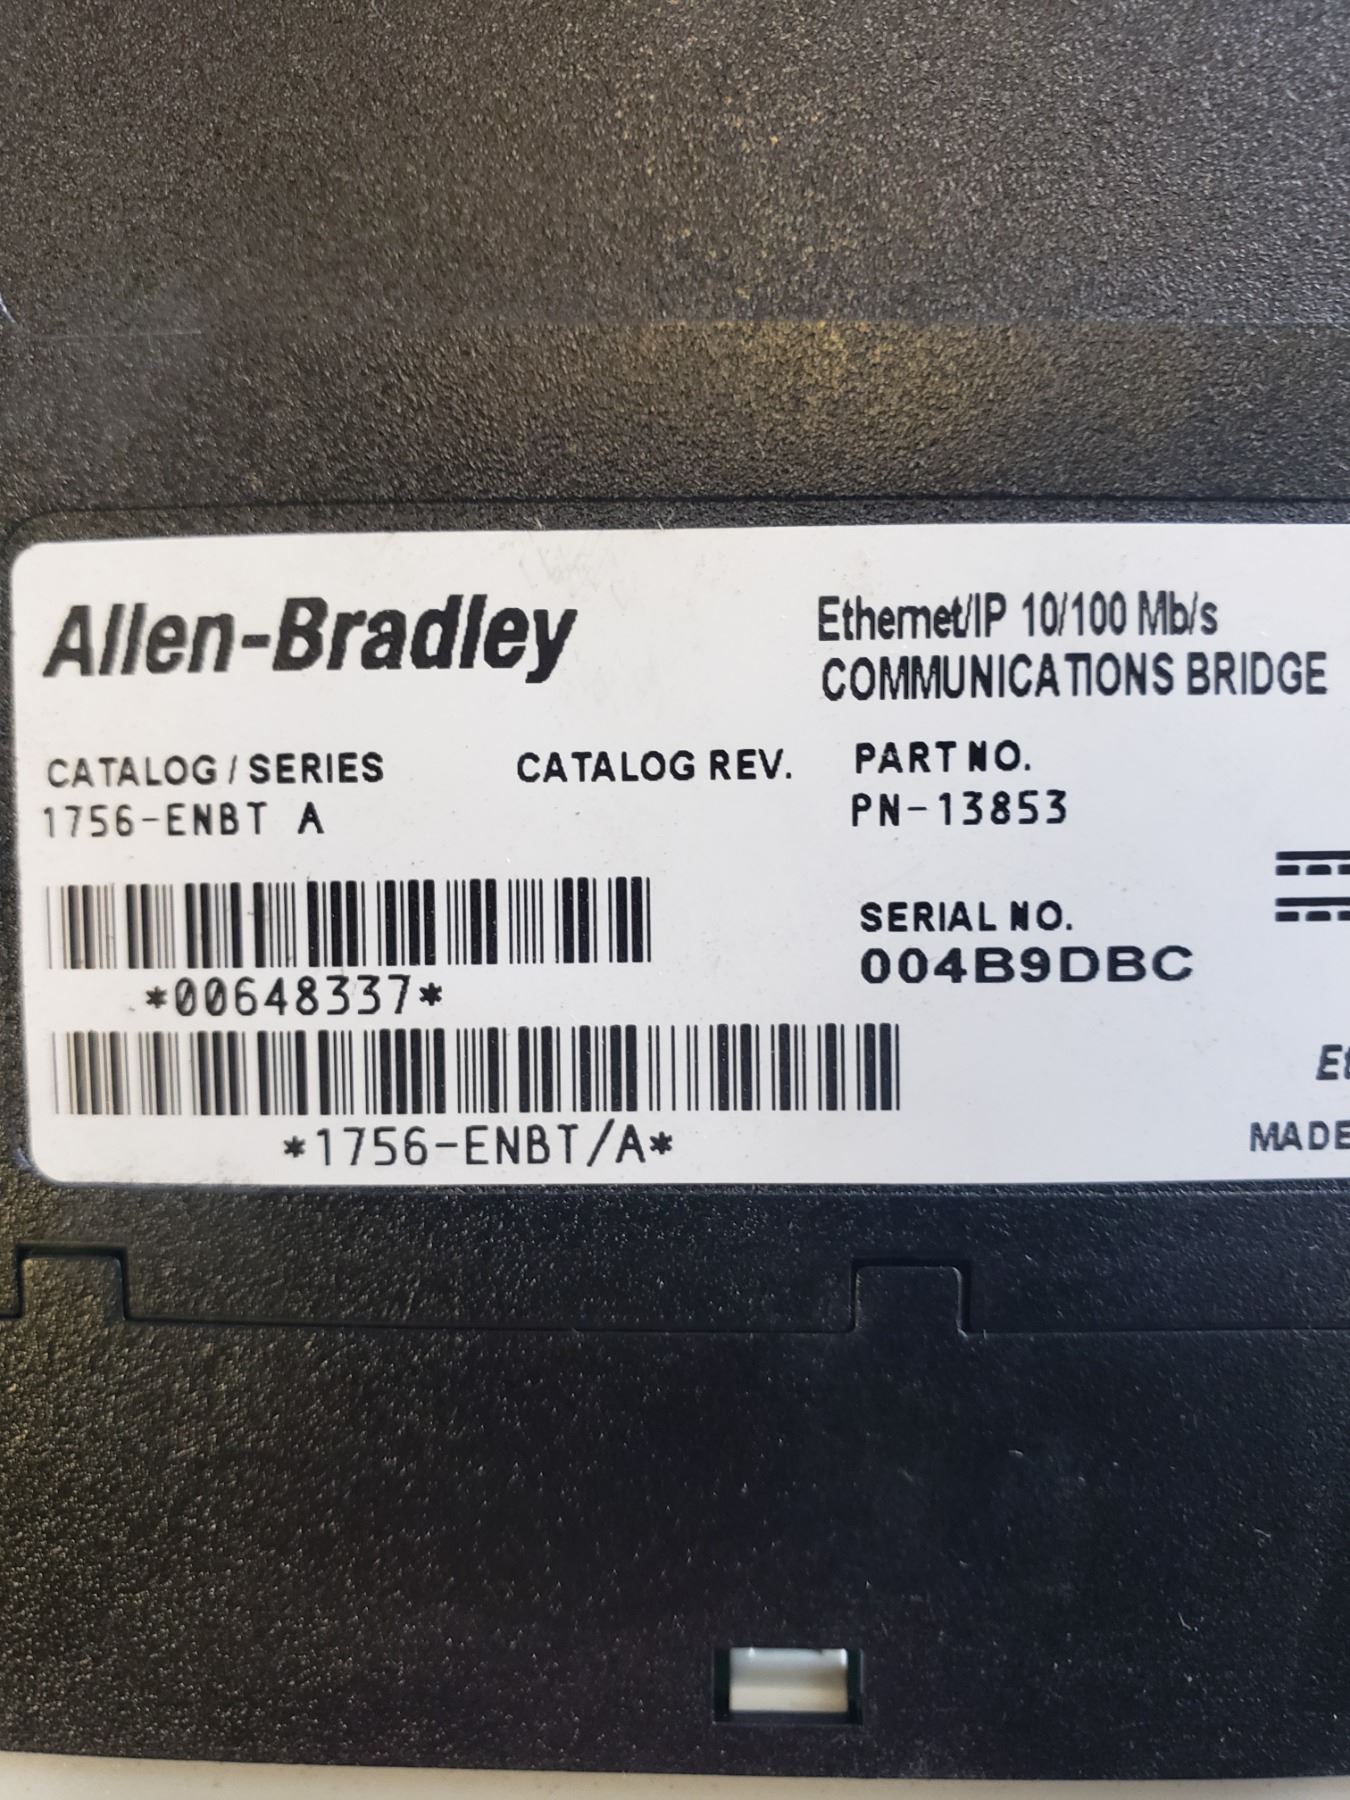 Allen-Bradley
Ethernet/IP 10/100 Mb/s
COMMUNICATIONS BRIDGE
CATALOG / SERIES
1756-ENBT A
CATALOG REV.
PART NO.
PN-13853
SERIAL NO.
004B9DBC
*00648337*
*1756-ENBT/A*
MADE